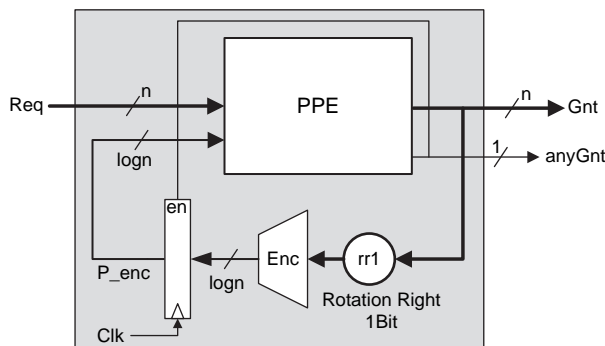 Req
n
PPE
n
Gnt
logn
1
anyGnt
en
Enc
rr1
P_enc
logn
Rotation Right
1Bit
Clk